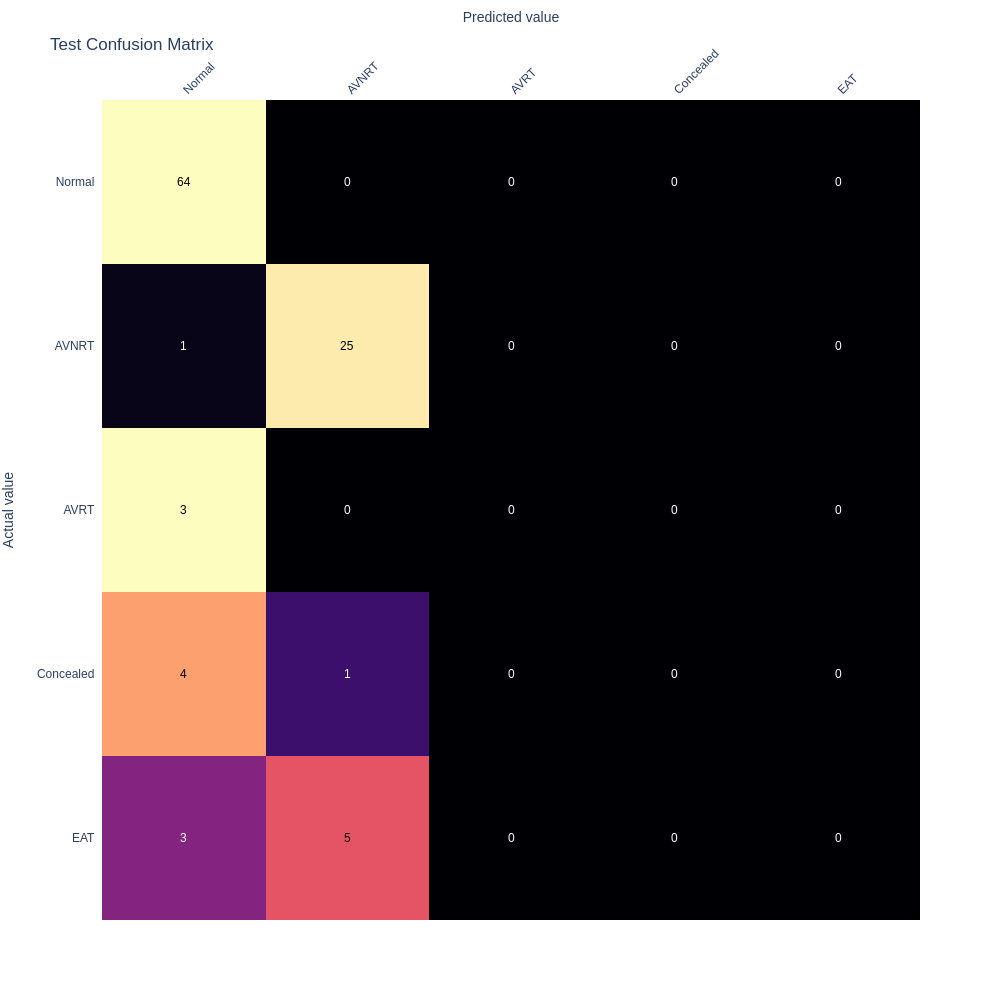 Predicted value
Test Confusion Matrix
Normal AVNRT AVRT Concealed EAT
Normal 64 0 0 0 0
AVNRT 1 25 0 0 0
AVRT 3 0 0 0 0
Concealed 4 1 0 0 0
EAT 3 5 0 0 0
Actual value